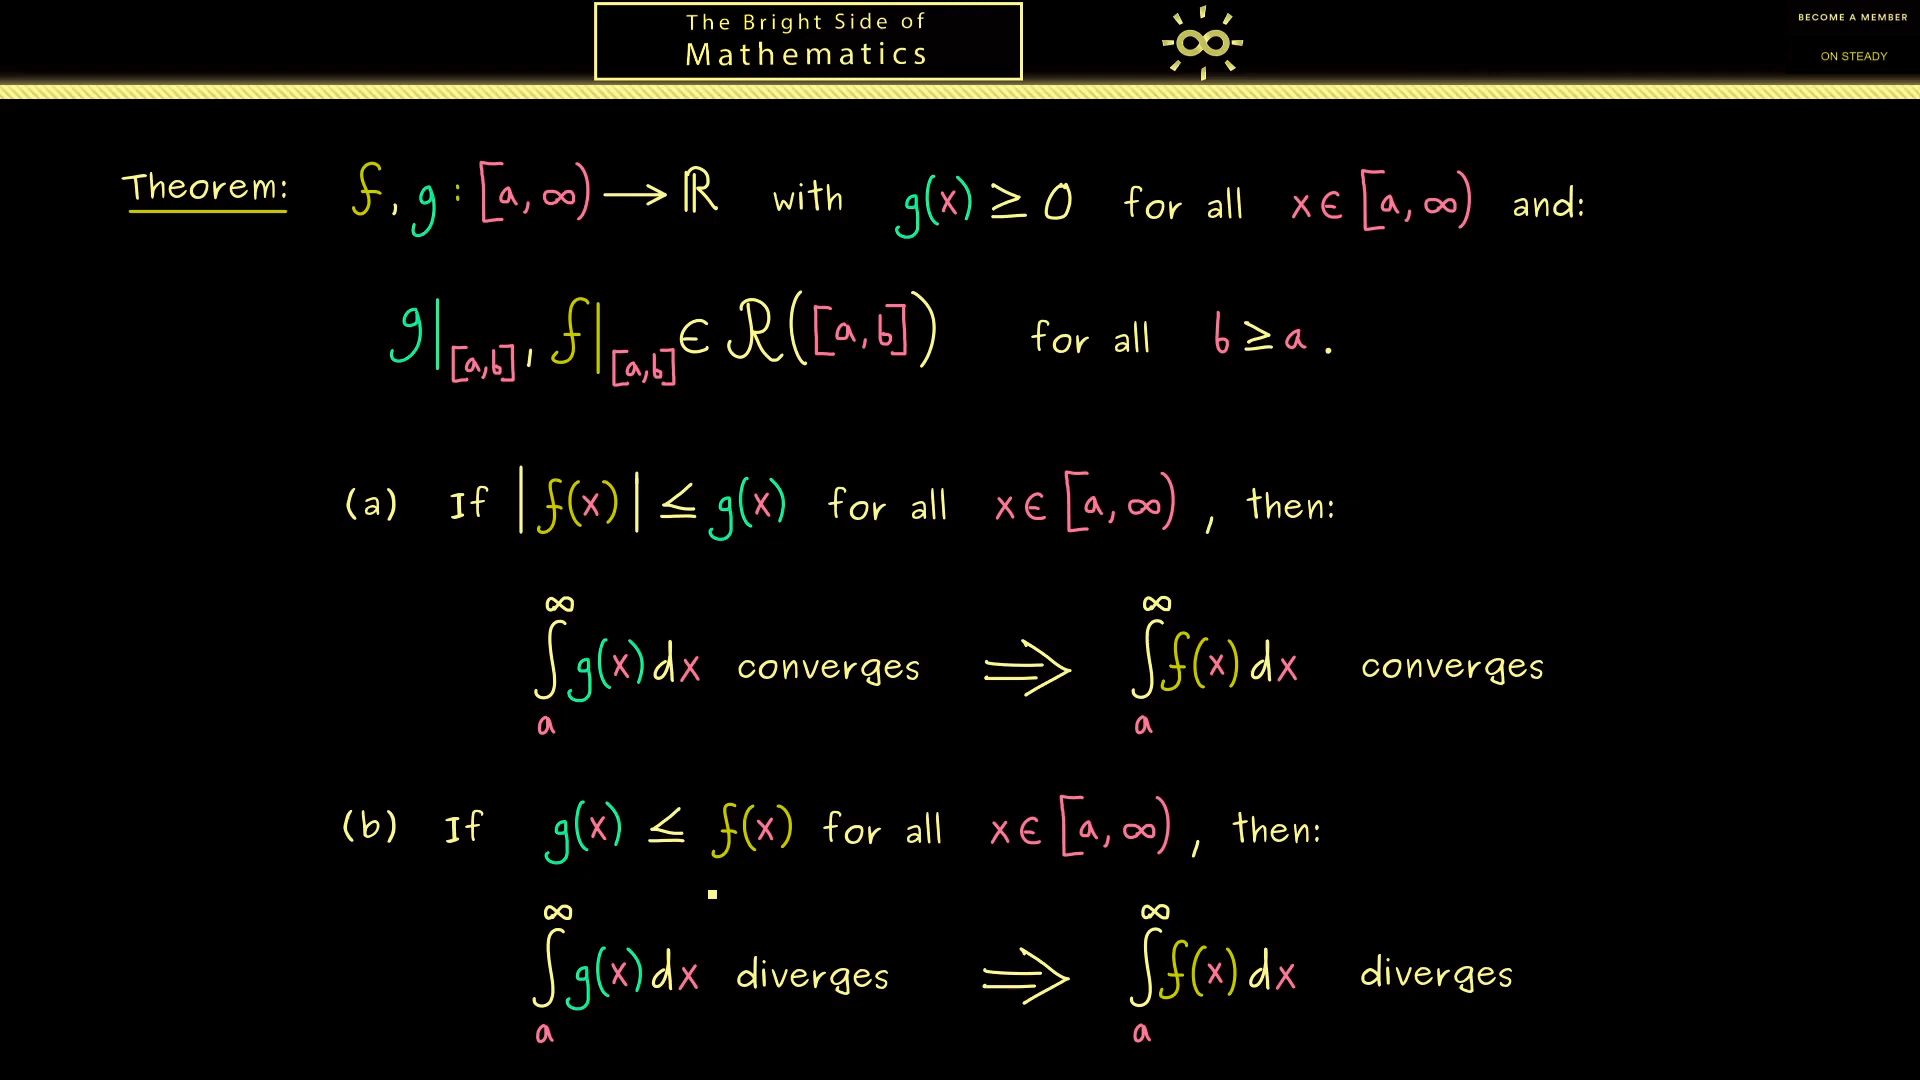 The Bright Side of
Mathematics
BECOME A MEMBER
ON STEADY
Theorem: f, g : [a, ∞) ⟶ ℝ with g(x) ≥ 0 for all x ∈ [a, ∞) and:
g|[a,b], f|[a,b] ∈ ℛ([a,b]) for all b ≥ a.
(a) If |f(x)| ≤ g(x) for all x ∈ [a, ∞), then:
∫_a^∞ g(x) dx converges ⟹ ∫_a^∞ f(x) dx converges
(b) If g(x) ≤ f(x) for all x ∈ [a, ∞), then:
∫_a^∞ g(x) dx diverges ⟹ ∫_a^∞ f(x) dx diverges